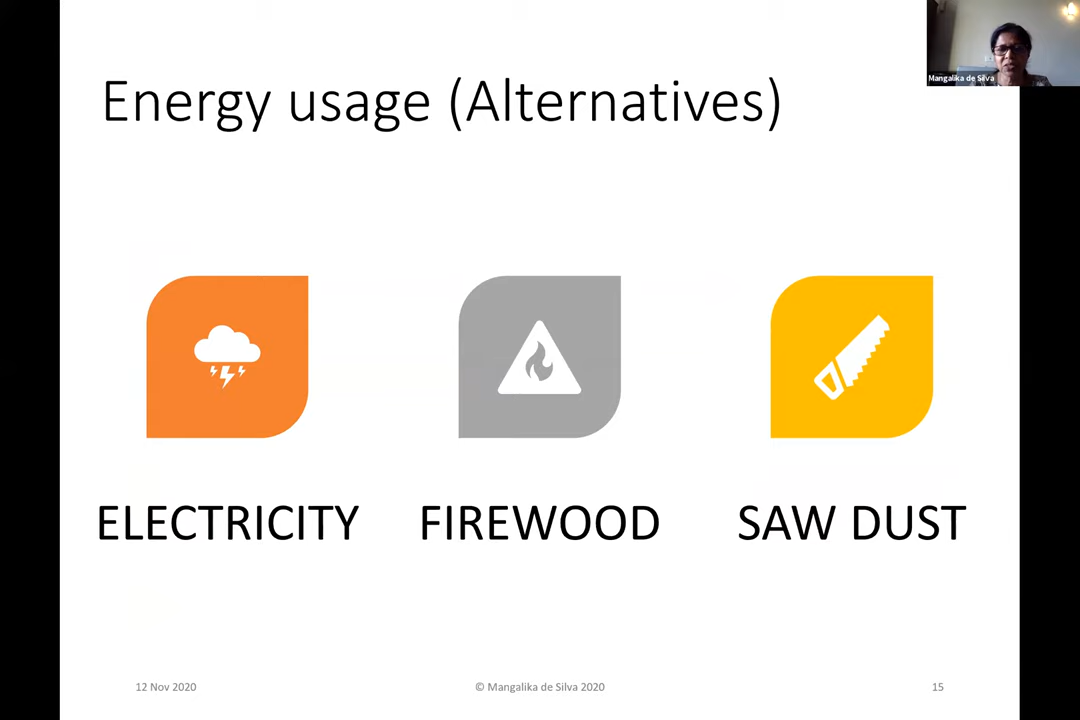 Mangalika de Silva
Energy usage (Alternatives)
ELECTRICITY
FIREWOOD
SAW DUST
12 Nov 2020
© Mangalika de Silva 2020
15